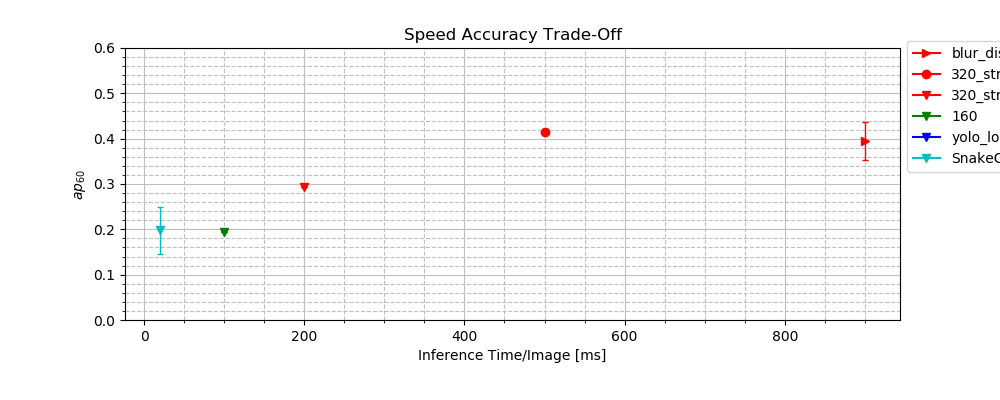 Speed Accuracy Trade-Off
0.6
0.5
0.4
0.3
0.2
0.1
0.0
ap60
0
200
400
600
800
Inference Time/Image [ms]
blur_dis
320_str
320_str
160
yolo_lo